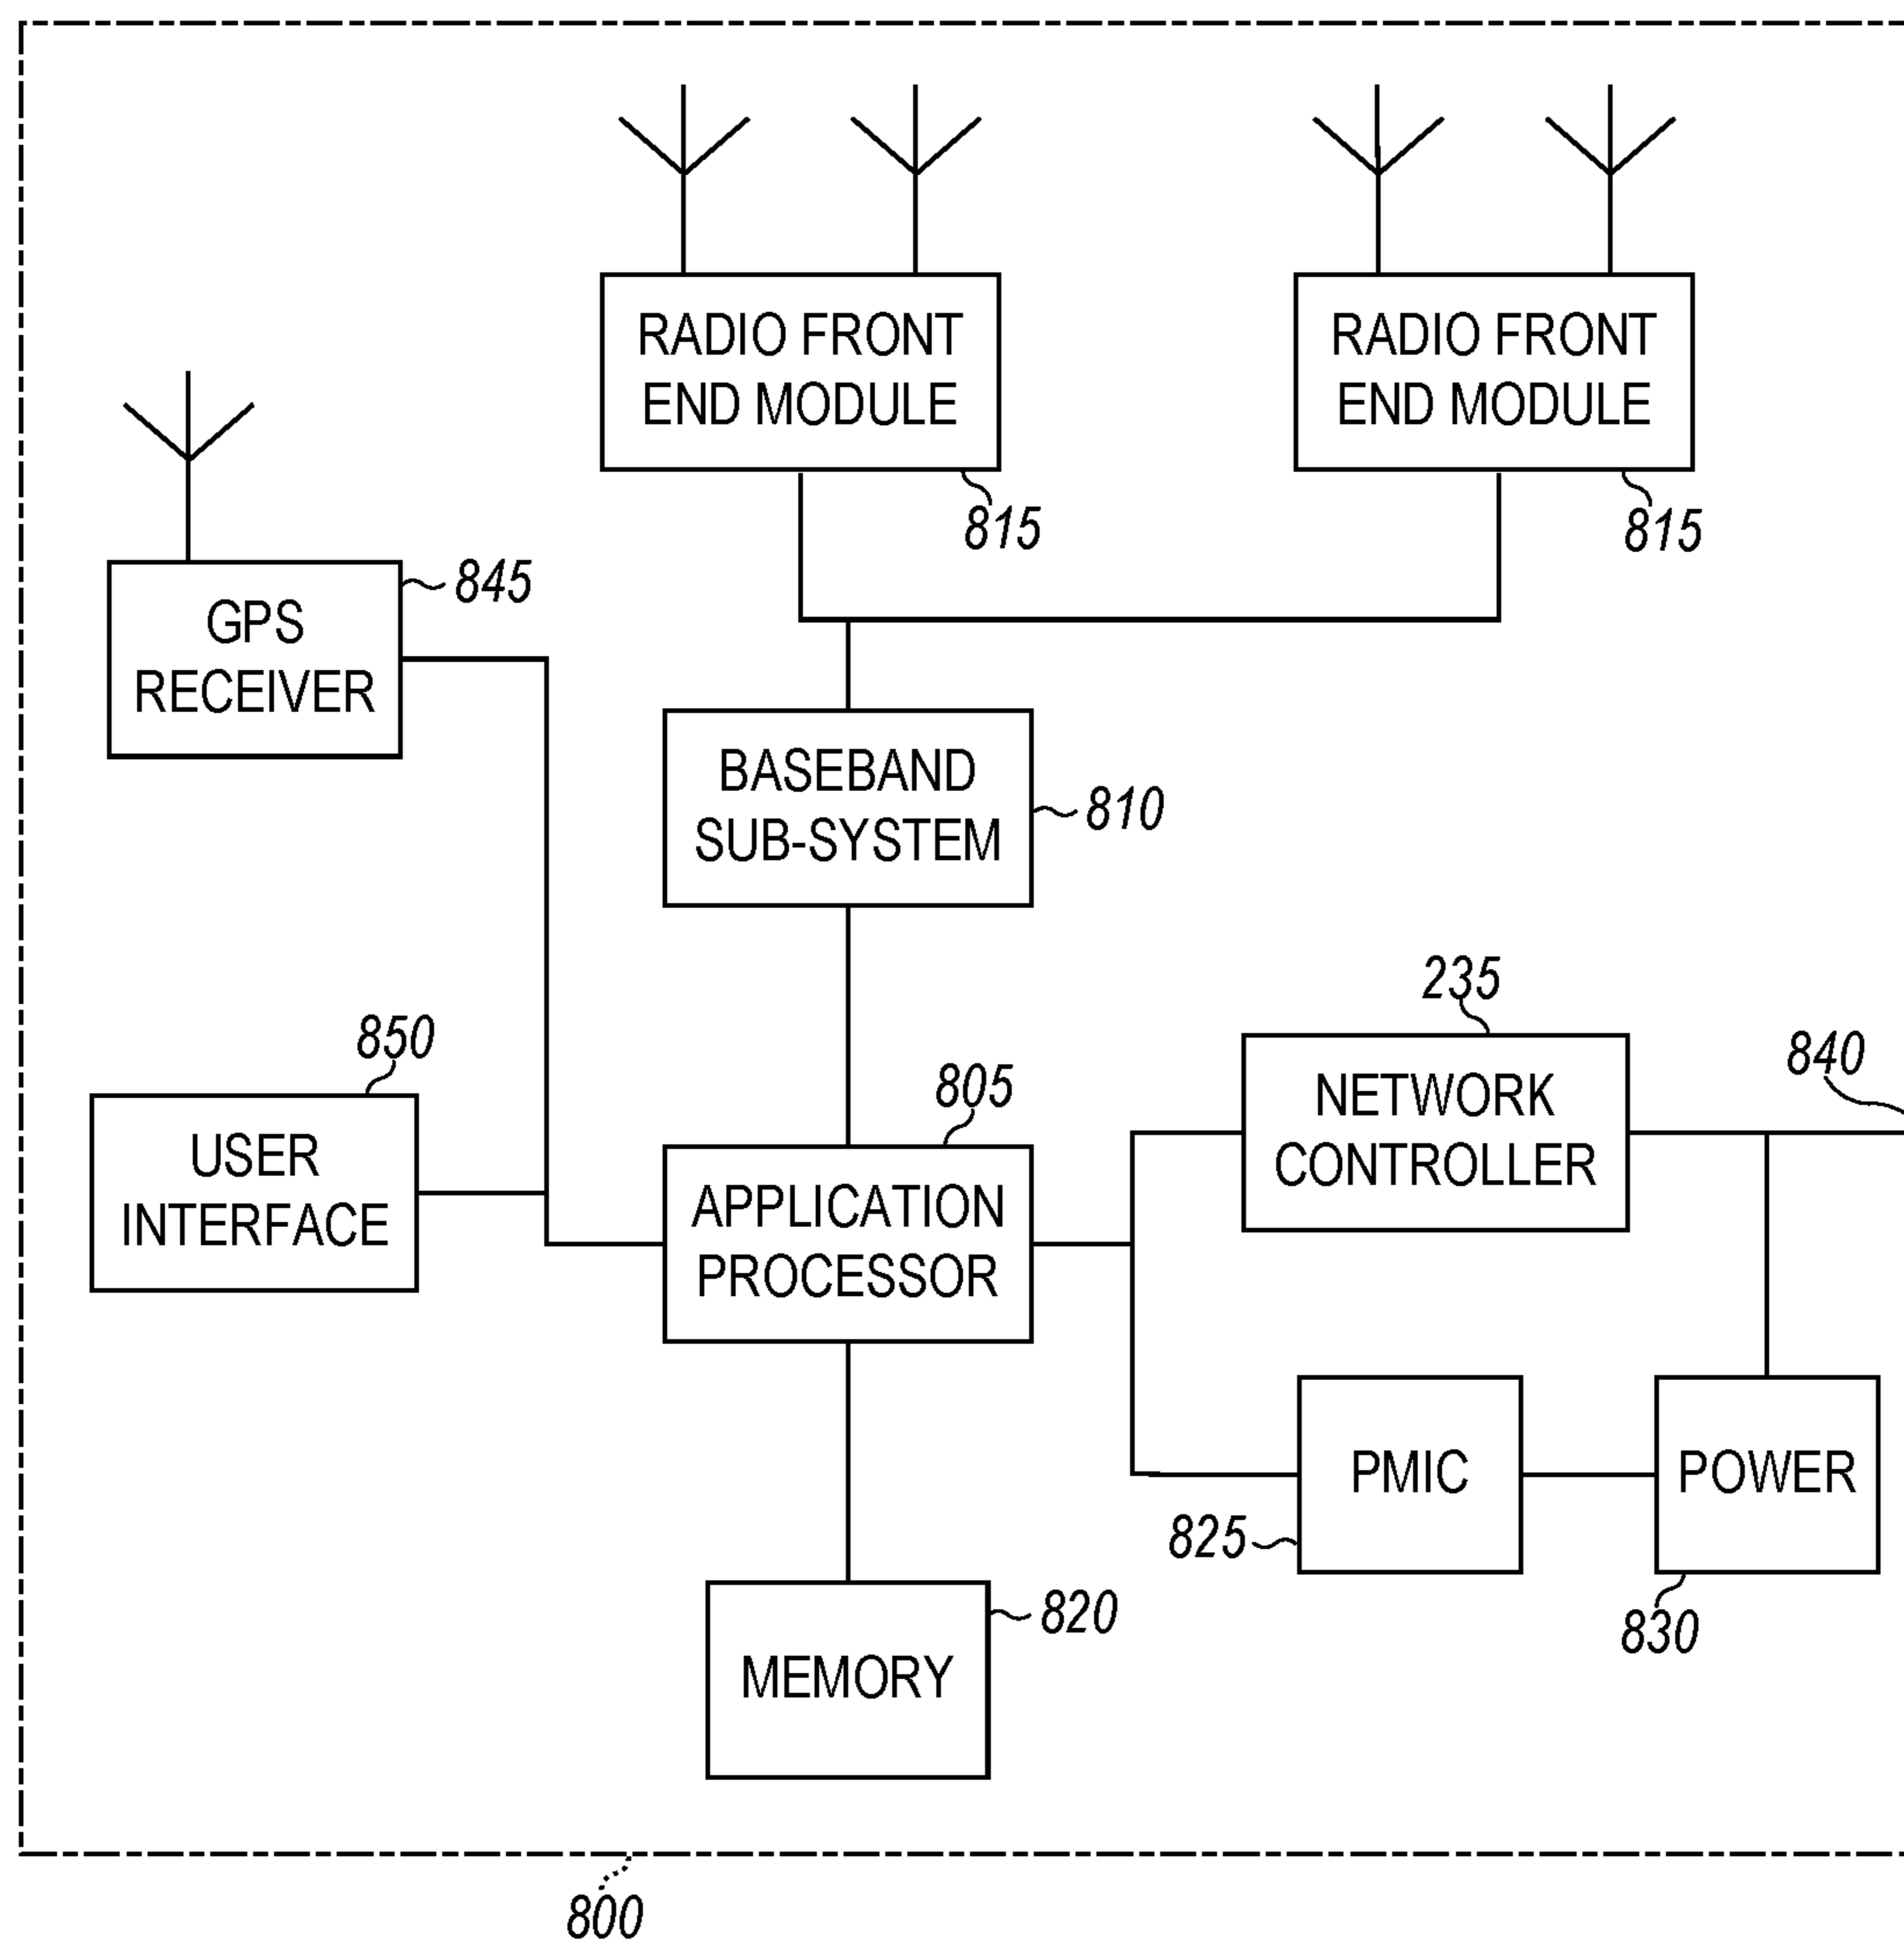 RADIO FRONT
END MODULE
815
RADIO FRONT
END MODULE
815
GPS
RECEIVER
845
BASEBAND
SUB-SYSTEM
810
USER
INTERFACE
850
APPLICATION
PROCESSOR
805
NETWORK
CONTROLLER
235
840
PMIC
825
POWER
830
MEMORY
820
800